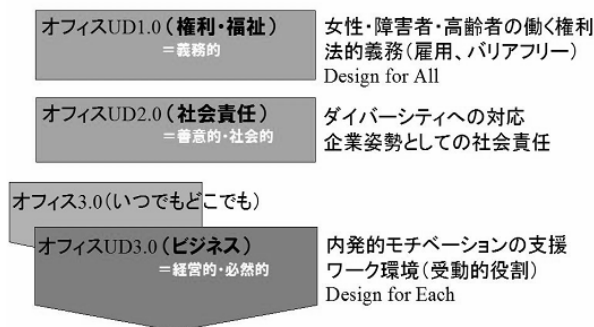 オフィスUD1.0(権利・福祉)
=義務的
女性・障害者・高齢者の働く権利
法的義務(雇用、バリアフリー)
Design for All
オフィスUD2.0(社会責任)
=善意的・社会的
ダイバーシティへの対応
企業姿勢としての社会責任
オフィス3.0(いつでもどこでも)
オフィスUD3.0(ビジネス)
=経営的・必然的
内発的モチベーションの支援
ワーク環境(受動的役割)
Design for Each